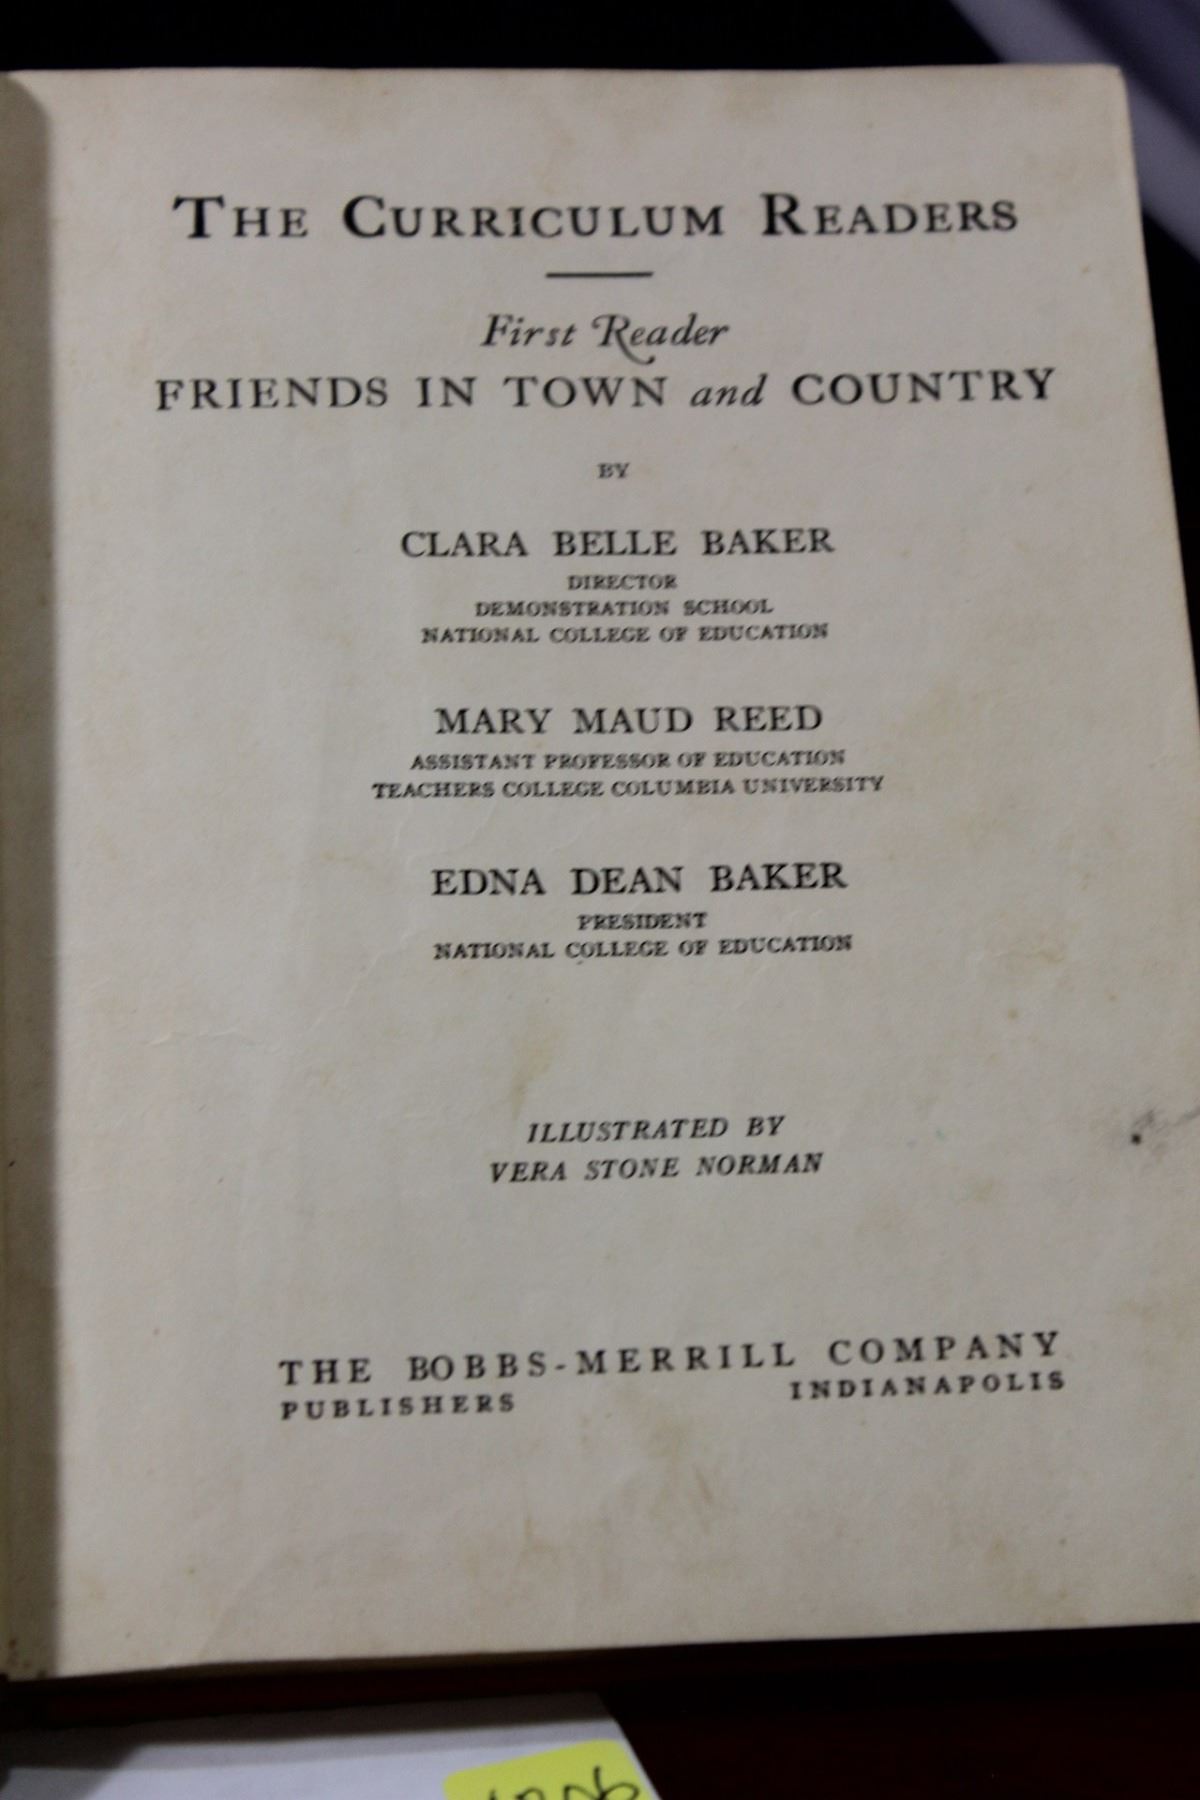 THE CURRICULUM READERS
First Reader
FRIENDS IN TOWN and COUNTRY
BY
CLARA BELLE BAKER
DIRECTOR
DEMONSTRATION SCHOOL
NATIONAL COLLEGE OF EDUCATION
MARY MAUD REED
ASSISTANT PROFESSOR OF EDUCATION
TEACHERS COLLEGE COLUMBIA UNIVERSITY
EDNA DEAN BAKER
PRESIDENT
NATIONAL COLLEGE OF EDUCATION
ILLUSTRATED BY
VERA STONE NORMAN
THE BOBBS-MERRILL COMPANY
PUBLISHERS INDIANAPOLIS